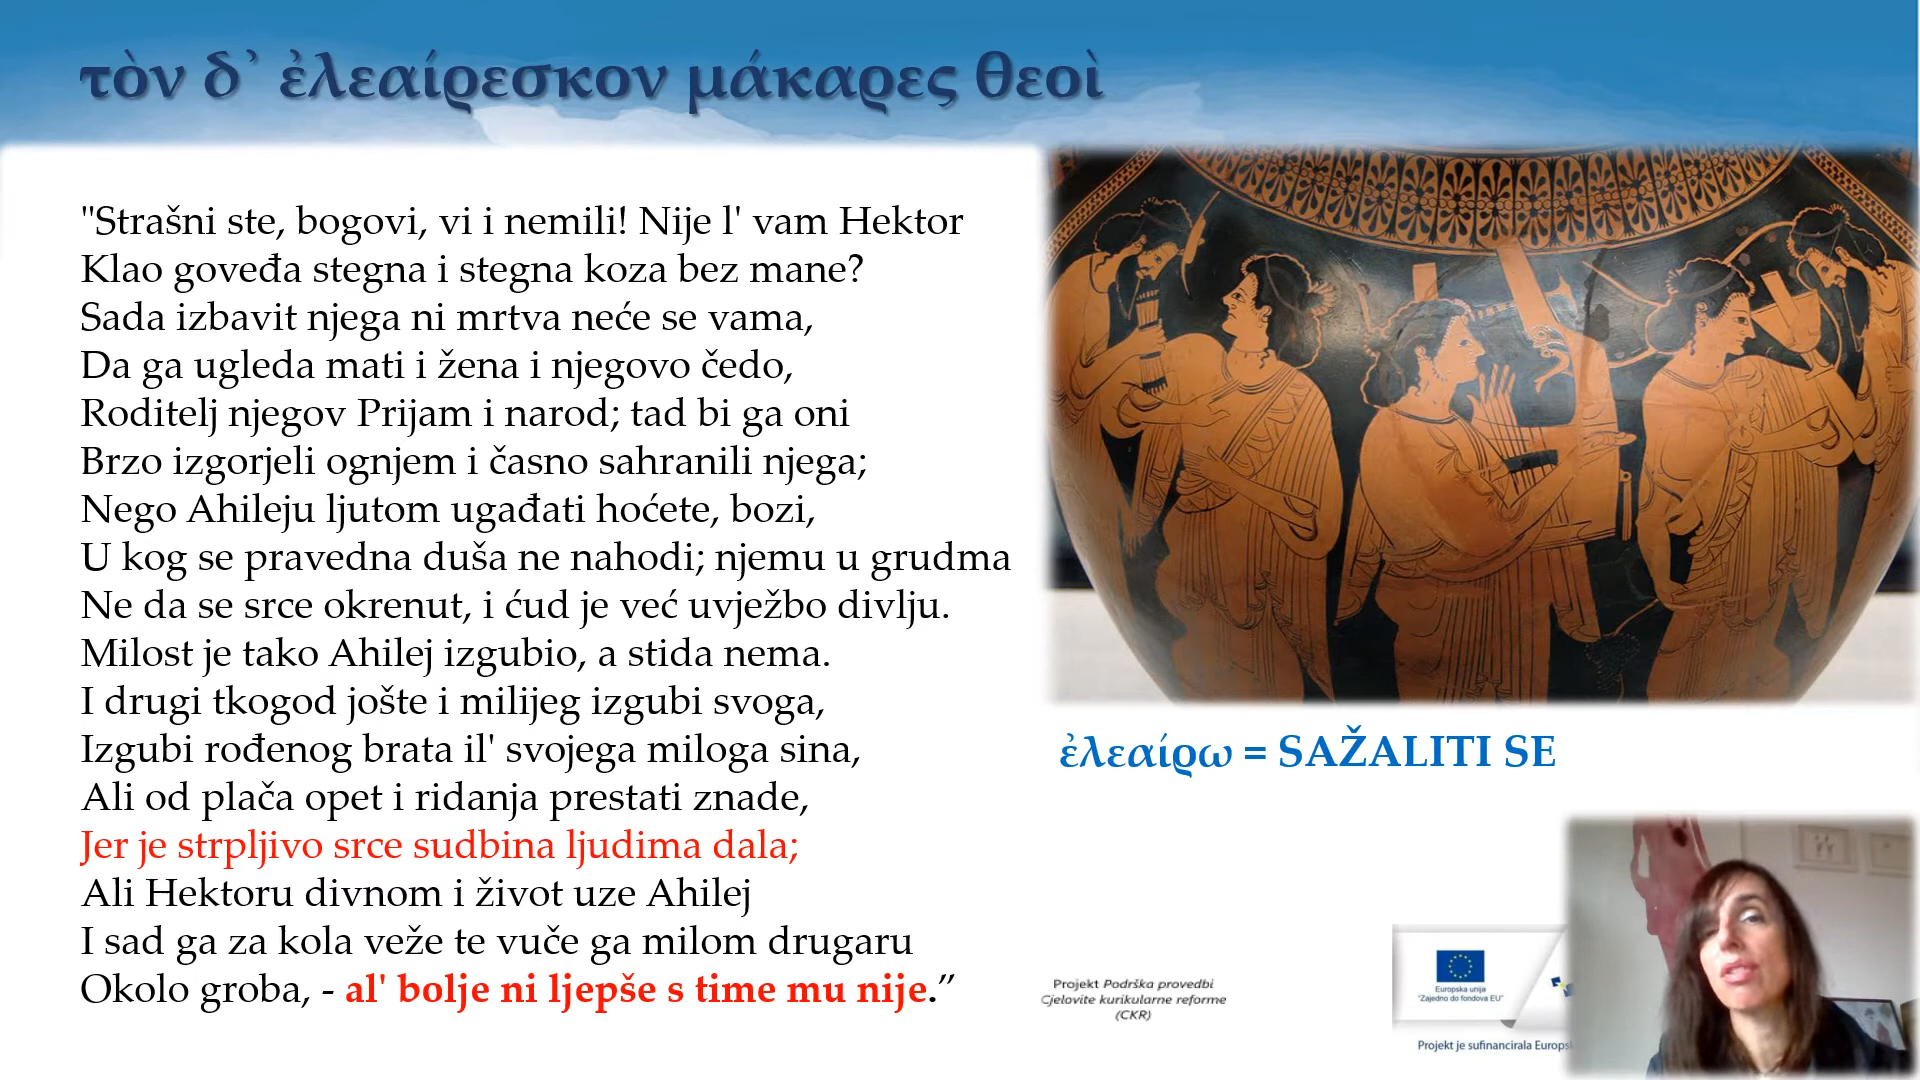 τὸν δ᾽ ἐλεαίρεσκον μάκαρες θεοὶ
"Strašni ste, bogovi, vi i nemili! Nije l' vam Hektor
Klao goveđa stegna i stegna koza bez mane?
Sada izbavit njega ni mrtva neće se vama,
Da ga ugleda mati i žena i njegovo čedo,
Roditelj njegov Prijam i narod; tad bi ga oni
Brzo izgorjeli ognjem i časno sahranili njega;
Nego Ahileju ljutom ugađati hoćete, bozi,
U kog se pravedna duša ne nahodi; njemu u grudma
Ne da se srce okrenut, i ćud je već uvježbo divlju.
Milost je tako Ahilej izgubio, a stida nema.
I drugi tkogod jošte i milijeg izgubi svoga,
Izgubi rođenog brata il' svojega miloga sina,
Ali od plača opet i ridanja prestati znade,
Jer je strpljivo srce sudbina ljudima dala;
Ali Hektoru divnom i život uze Ahilej
I sad ga za kola veže te vuče ga milom drugaru
Okolo groba, - al' bolje ni ljepše s time mu nije.”
ἐλεαίρω = SAŽALITI SE
Projekt Podrška provedbi
Cjelovite kurikularne reforme
(CKR)
Europska unija
"Zajedno do fondova EU"
Projekt je sufinancirala